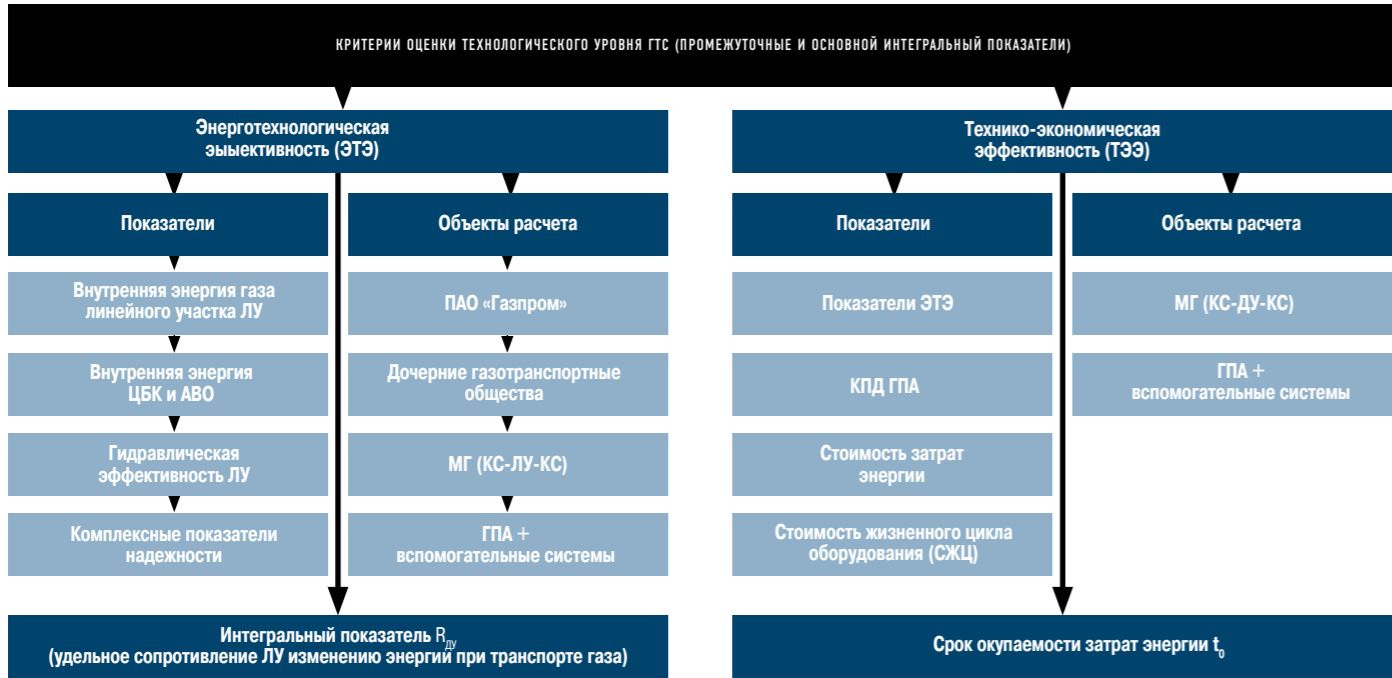 КРИТЕРИИ ОЦЕНКИ ТЕХНОЛОГИЧЕСКОГО УРОВНЯ ГТС (ПРОМЕЖУТОЧНЫЕ И ОСНОВНОЙ ИНТЕГРАЛЬНЫЙ ПОКАЗАТЕЛИ)
Энерготехнологическая
эыыективность (ЭТЭ)
Показатели
Объекты расчета
Внутренняя энергия газа
линейного участка ЛУ
ПАО «Газпром»
Внутренняя энергия
ЦБК и АВО
Дочерние газотранспортные
общества
Гидравлическая
эффективность ЛУ
МГ (КС-ЛУ-КС)
Комплексные показатели
надежности
ГПА +
вспомогательные системы
Интегральный показатель R_ДУ
(удельное сопротивление ЛУ изменению энергии при транспорте газа)
Технико-экономическая
эффективность (ТЭЭ)
Показатели
Объекты расчета
Показатели ЭТЭ
МГ (КС-ДУ-КС)
КПД ГПА
ГПА +
вспомогательные системы
Стоимость затрат
энергии
Стоимость жизненного цикла
оборудования (СЖЦ)
Срок окупаемости затрат энергии t₀